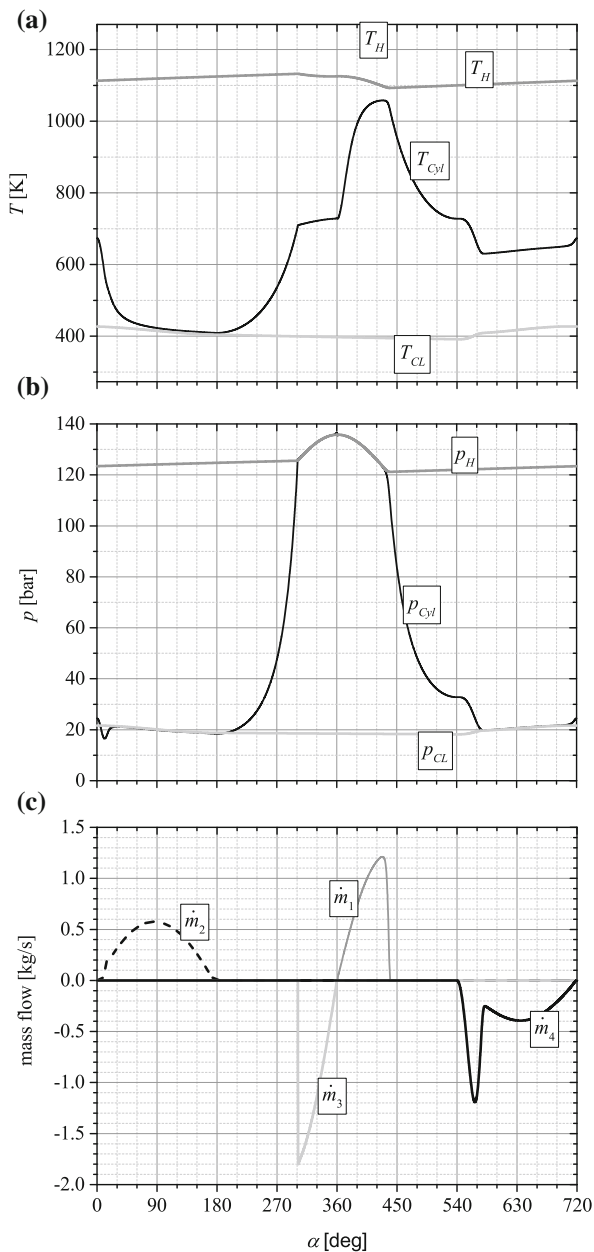 (a)
1200
1000
800
600
400
T [K]
T_H
T_H
T_Cyl
T_CL
(b)
140
120
100
80
60
40
20
0
p [bar]
p_H
p_Cyl
p_CL
(c)
1.5
1.0
0.5
0.0
-0.5
-1.0
-1.5
-2.0
mass flow [kg/s]
ṁ_2
ṁ_1
ṁ_4
ṁ_3
0 90 180 270 360 450 540 630 720
α [deg]